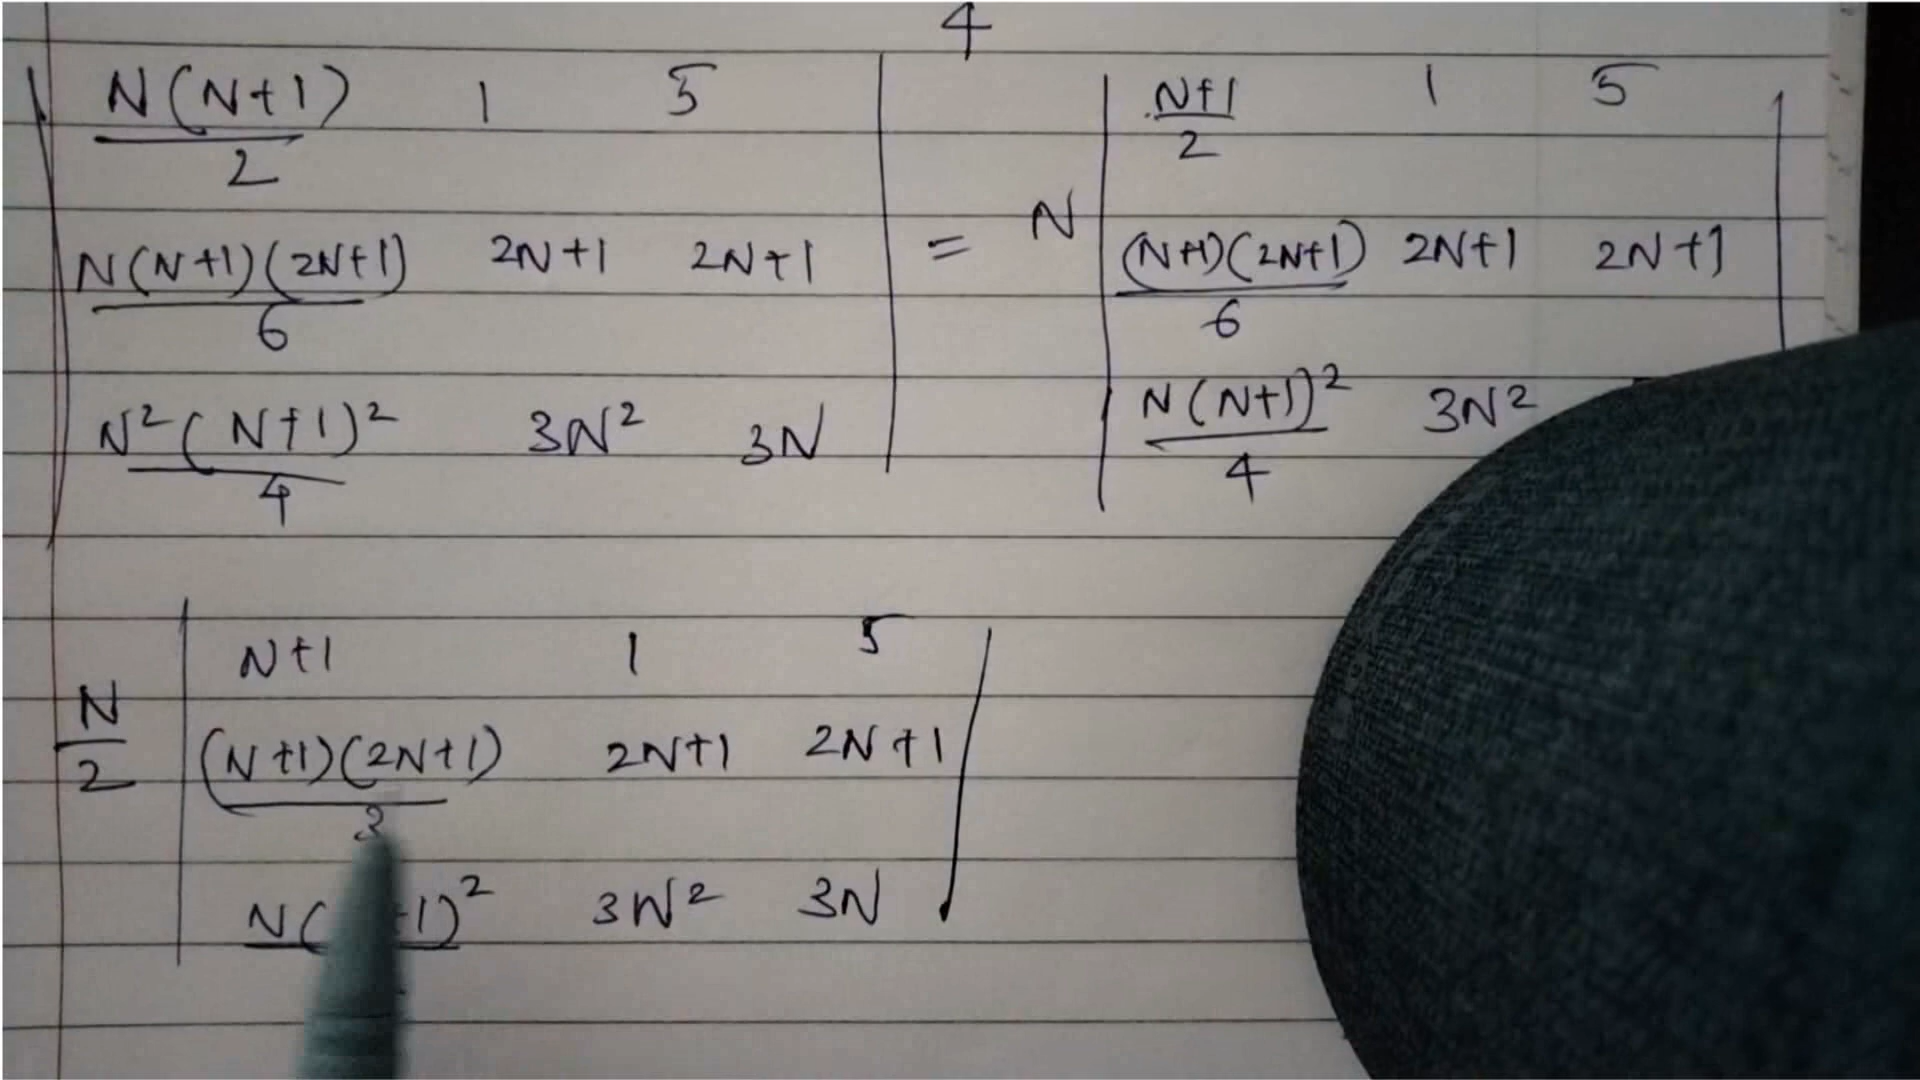 4
N(N+1)/2 1 5
N(N+1)(2N+1)/6 2N+1 2N+1
N²(N+1)²/4 3N² 3N
= N
N+1/2 1 5
(N+1)(2N+1)/6 2N+1 2N+1
N(N+1)²/4 3N²
N/2
N+1 1 5
(N+1)(2N+1)/3 2N+1 2N+1
N( +1)² 3N² 3N